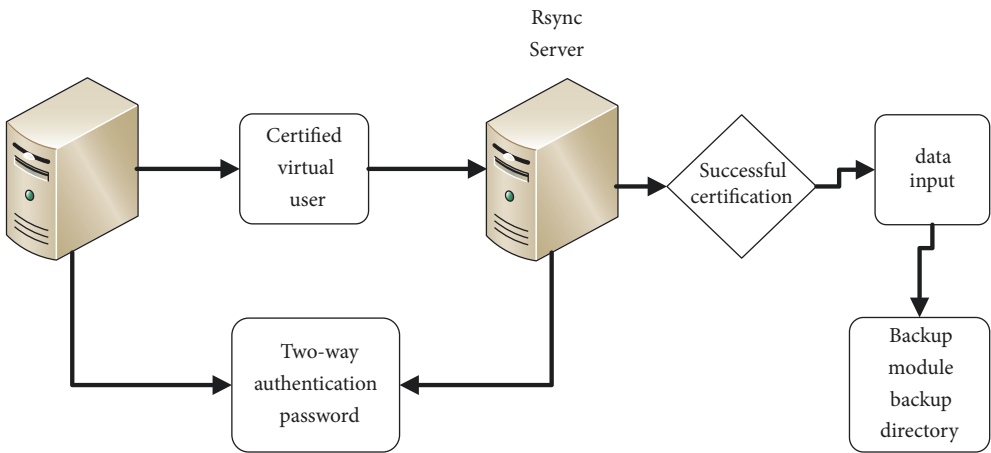 Rsync
Server
Certified
virtual
user
Successful
certification
data
input
Two-way
authentication
password
Backup
module
backup
directory